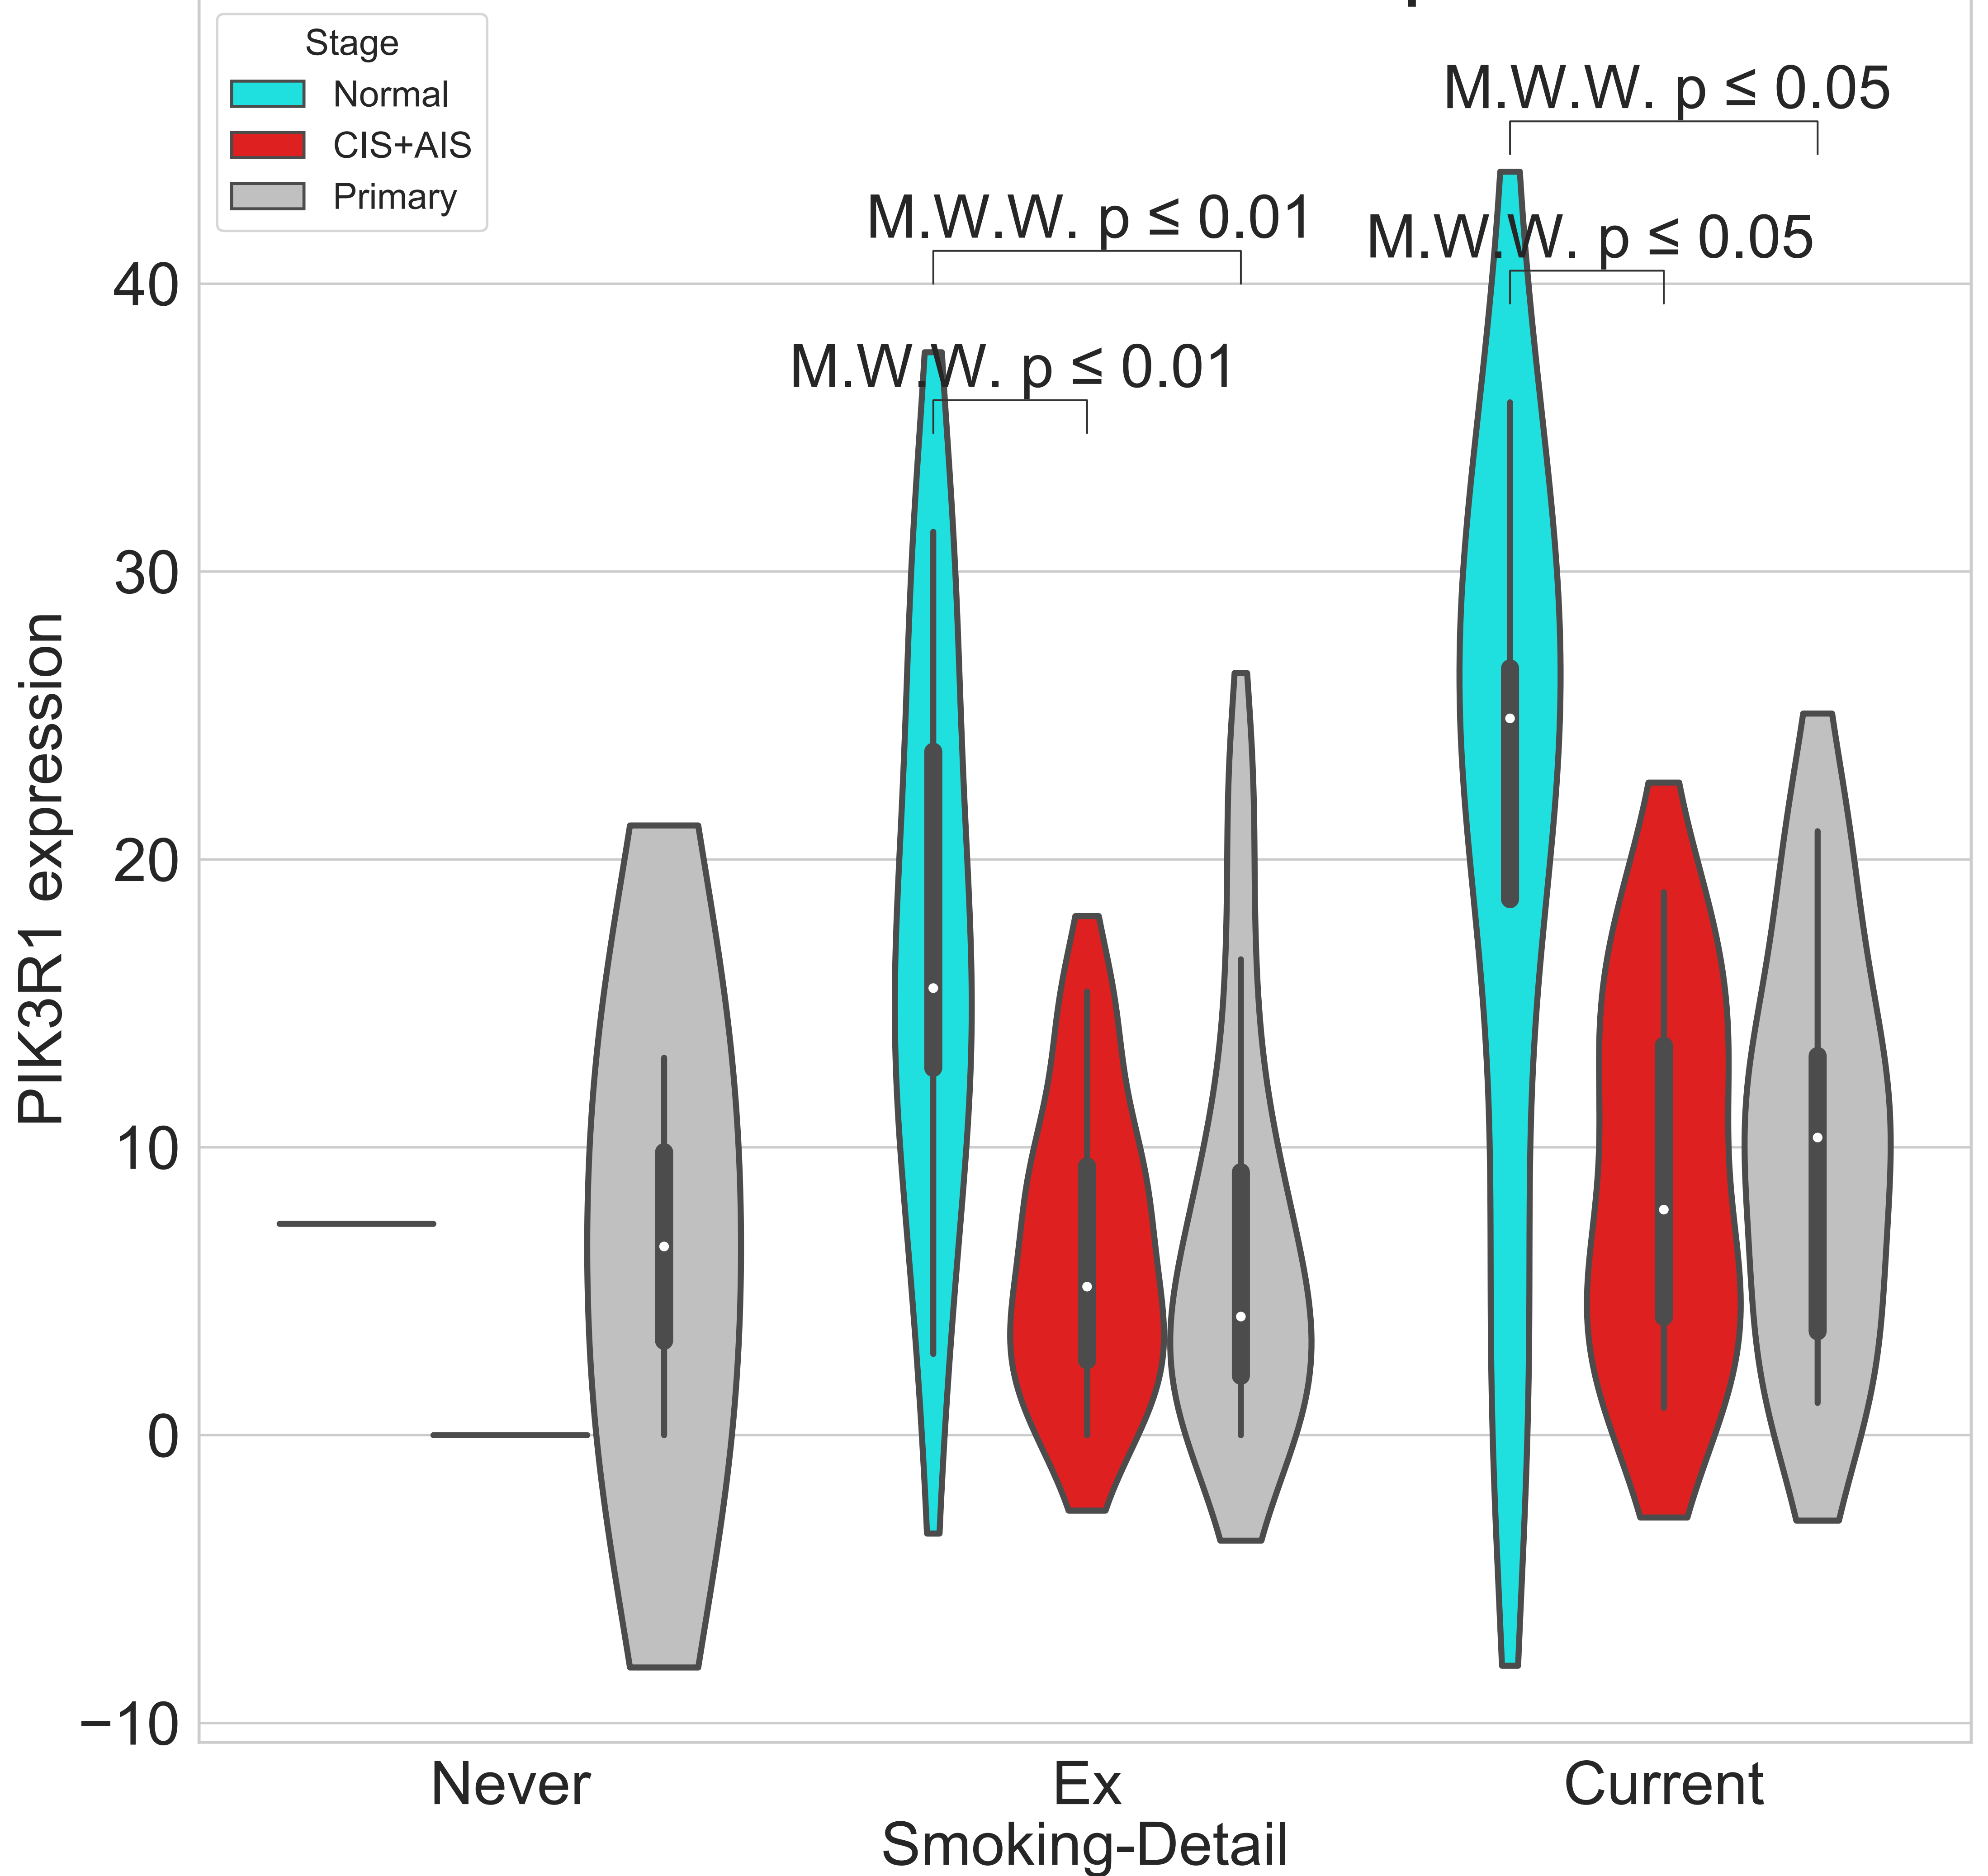 Stage
Normal
CIS+AIS
Primary
M.W.W. p ≤ 0.05
M.W.W. p ≤ 0.01
M.W.W. p ≤ 0.05
M.W.W. p ≤ 0.01
40
30
20
10
0
−10
PIK3R1 expression
Never
Ex
Current
Smoking-Detail